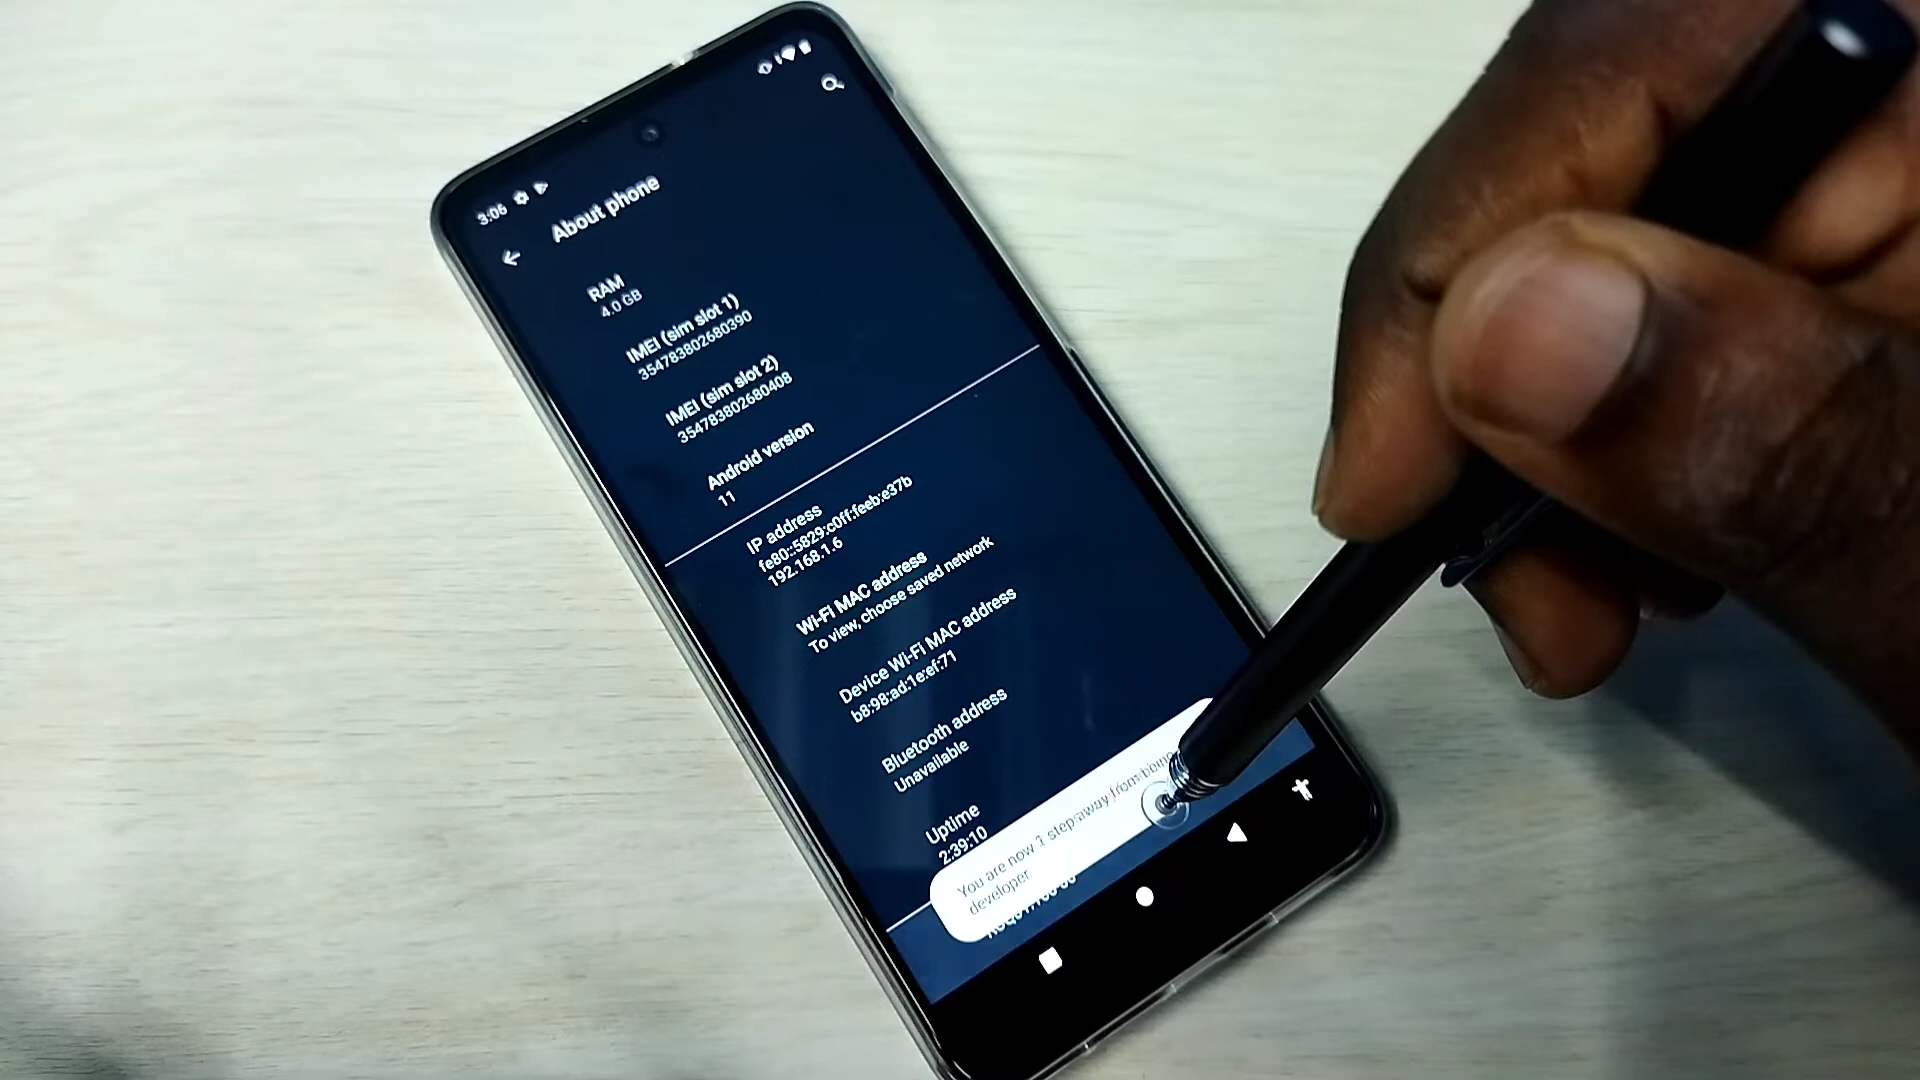 3:06
About phone
RAM
4.0 GB
IMEI (sim slot 1)
354783802680390
IMEI (sim slot 2)
354783802680408
Android version
11
IP address
fe80::5829:c0ff:feeb:e37b
192.168.1.6
Wi-Fi MAC address
To view, choose saved network
Device Wi-Fi MAC address
b8:98:ad:1e:ef:71
Bluetooth address
Unavailable
Uptime
2:39:10
You are now 1 step away from being
developer